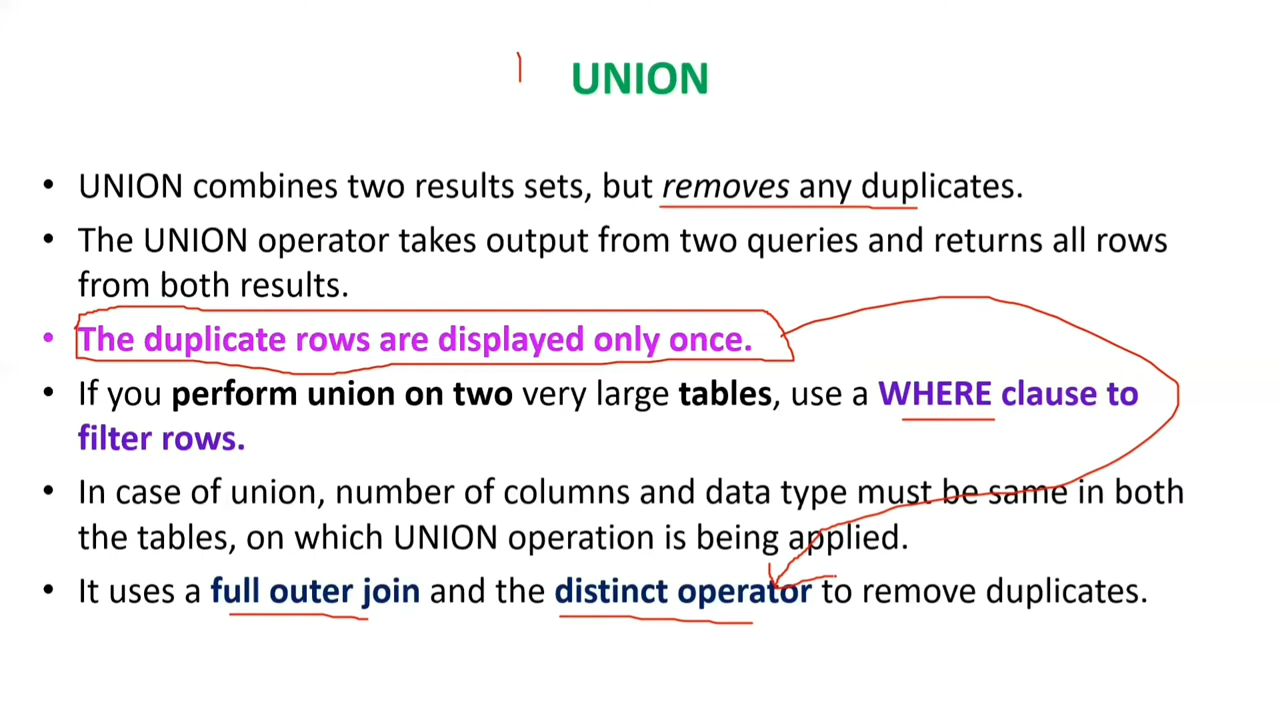 UNION
• UNION combines two results sets, but removes any duplicates.
• The UNION operator takes output from two queries and returns all rows
from both results.
• The duplicate rows are displayed only once.
• If you perform union on two very large tables, use a WHERE clause to
filter rows.
• In case of union, number of columns and data type must be same in both
the tables, on which UNION operation is being applied.
• It uses a full outer join and the distinct operator to remove duplicates.